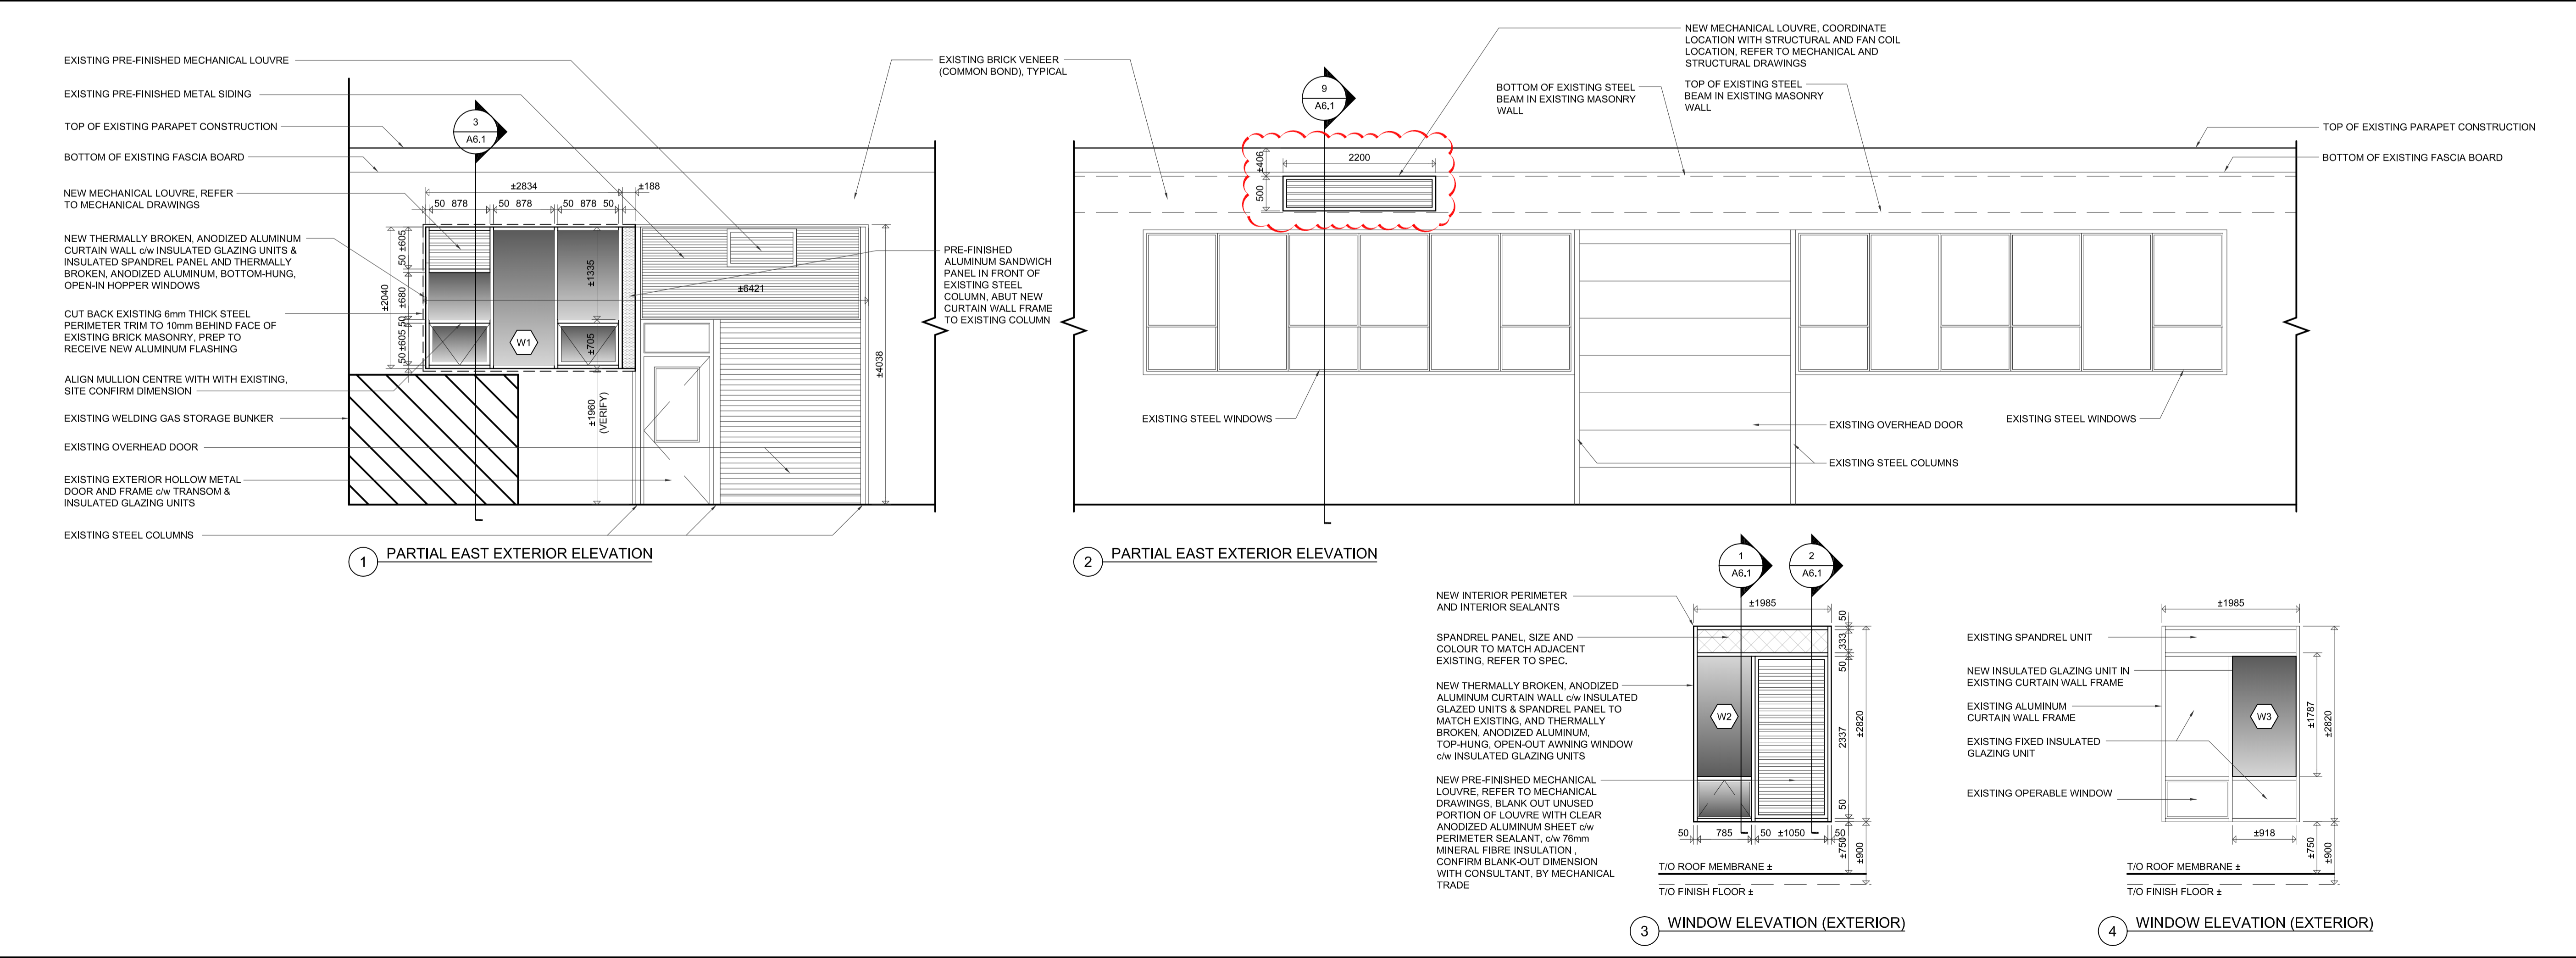 EXISTING PRE-FINISHED MECHANICAL LOUVRE
EXISTING PRE-FINISHED METAL SIDING
TOP OF EXISTING PARAPET CONSTRUCTION
BOTTOM OF EXISTING FASCIA BOARD
NEW MECHANICAL LOUVRE, REFER
TO MECHANICAL DRAWINGS
NEW THERMALLY BROKEN, ANODIZED ALUMINUM
CURTAIN WALL c/w INSULATED GLAZING UNITS &
INSULATED SPANDREL PANEL AND THERMALLY
BROKEN, ANODIZED ALUMINUM, BOTTOM-HUNG,
OPEN-IN HOPPER WINDOWS
CUT BACK EXISTING 6mm THICK STEEL
PERIMETER TRIM TO 10mm BEHIND FACE OF
EXISTING BRICK MASONRY, PREP TO
RECEIVE NEW ALUMINUM FLASHING
ALIGN MULLION CENTRE WITH WITH EXISTING,
SITE CONFIRM DIMENSION
EXISTING WELDING GAS STORAGE BUNKER
EXISTING OVERHEAD DOOR
EXISTING EXTERIOR HOLLOW METAL
DOOR AND FRAME c/w TRANSOM &
INSULATED GLAZING UNITS
EXISTING STEEL COLUMNS
3
A6.1
±2834
±188
50 878
50 878
50 878 50
50 ±605
±680
50 ±605 50
±2040
±1335
±705
±6421
W1
±1960
(VERIFY)
±4038
EXISTING BRICK VENEER
(COMMON BOND), TYPICAL
PRE-FINISHED
ALUMINUM SANDWICH
PANEL IN FRONT OF
EXISTING STEEL
COLUMN, ABUT NEW
CURTAIN WALL FRAME
TO EXISTING COLUMN
1
PARTIAL EAST EXTERIOR ELEVATION
9
A6.1
NEW MECHANICAL LOUVRE, COORDINATE
LOCATION WITH STRUCTURAL AND FAN COIL
LOCATION, REFER TO MECHANICAL AND
STRUCTURAL DRAWINGS
BOTTOM OF EXISTING STEEL
BEAM IN EXISTING MASONRY
WALL
TOP OF EXISTING STEEL
BEAM IN EXISTING MASONRY
WALL
TOP OF EXISTING PARAPET CONSTRUCTION
BOTTOM OF EXISTING FASCIA BOARD
±406
500
2200
EXISTING STEEL WINDOWS
EXISTING OVERHEAD DOOR
EXISTING STEEL COLUMNS
EXISTING STEEL WINDOWS
2
PARTIAL EAST EXTERIOR ELEVATION
1
A6.1
2
A6.1
NEW INTERIOR PERIMETER
AND INTERIOR SEALANTS
SPANDREL PANEL, SIZE AND
COLOUR TO MATCH ADJACENT
EXISTING, REFER TO SPEC.
NEW THERMALLY BROKEN, ANODIZED
ALUMINUM CURTAIN WALL c/w INSULATED
GLAZED UNITS & SPANDREL PANEL TO
MATCH EXISTING, AND THERMALLY
BROKEN, ANODIZED ALUMINUM,
TOP-HUNG, OPEN-OUT AWNING WINDOW
c/w INSULATED GLAZING UNITS
NEW PRE-FINISHED MECHANICAL
LOUVRE, REFER TO MECHANICAL
DRAWINGS, BLANK OUT UNUSED
PORTION OF LOUVRE WITH CLEAR
ANODIZED ALUMINUM SHEET c/w
PERIMETER SEALANT, c/w 76mm
MINERAL FIBRE INSULATION ,
CONFIRM BLANK-OUT DIMENSION
WITH CONSULTANT, BY MECHANICAL
TRADE
±1985
50
333
50
2337
±2820
50
W2
50 785 50 ±1050 50
±750
±900
T/O ROOF MEMBRANE ±
T/O FINISH FLOOR ±
3
WINDOW ELEVATION (EXTERIOR)
EXISTING SPANDREL UNIT
NEW INSULATED GLAZING UNIT IN
EXISTING CURTAIN WALL FRAME
EXISTING ALUMINUM
CURTAIN WALL FRAME
EXISTING FIXED INSULATED
GLAZING UNIT
EXISTING OPERABLE WINDOW
±1985
W3
±1787
±2820
±918
±750
±900
T/O ROOF MEMBRANE ±
T/O FINISH FLOOR ±
4
WINDOW ELEVATION (EXTERIOR)